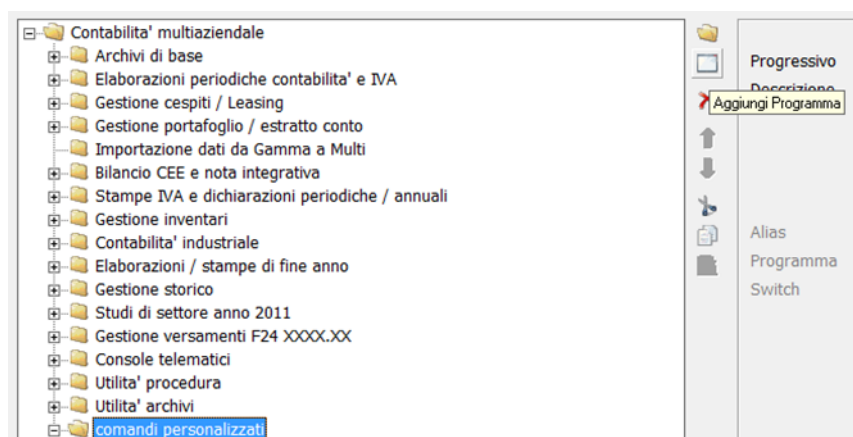 Contabilita' multiaziendale
Archivi di base
Elaborazioni periodiche contabilita' e IVA
Gestione cespiti / Leasing
Gestione portafoglio / estratto conto
Importazione dati da Gamma a Multi
Bilancio CEE e nota integrativa
Stampe IVA e dichiarazioni periodiche / annuali
Gestione inventari
Contabilita' industriale
Elaborazioni / stampe di fine anno
Gestione storico
Studi di settore anno 2011
Gestione versamenti F24 XXXX.XX
Console telematici
Utilita' procedura
Utilita' archivi
comandi personalizzati
Progressivo
Descrizione
Aggiungi Programma
Alias
Programma
Switch